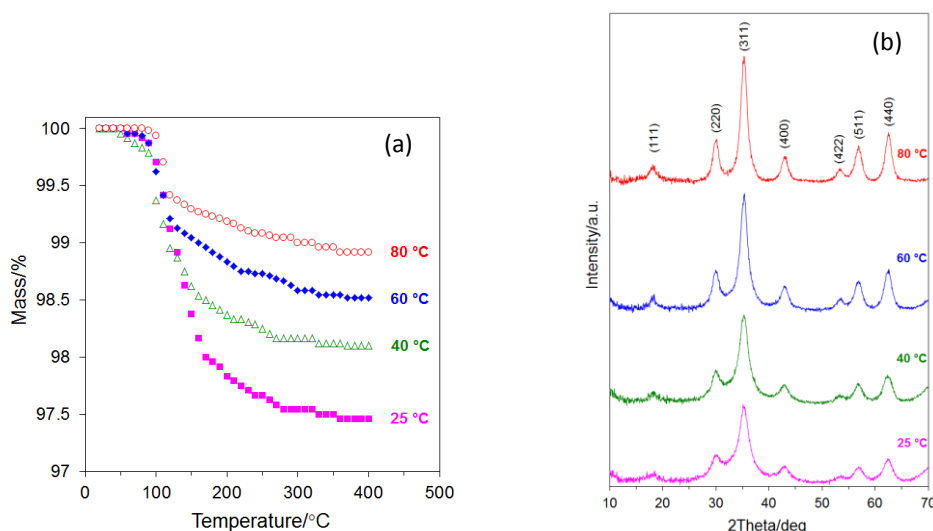 (a)
100
99.5
99
98.5
98
97.5
97
Mass/%
80 °C
60 °C
40 °C
25 °C
0
100
200
300
400
500
Temperature/°C
(b)
(111)
(220)
(311)
(400)
(422)
(511)
(440)
80 °C
60 °C
40 °C
25 °C
Intensity/a.u.
10
20
30
40
50
60
70
2Theta/deg